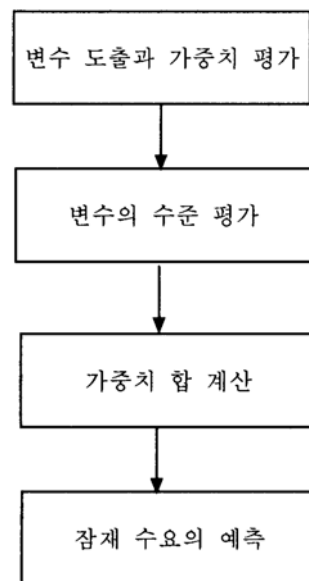 변수 도출과 가중치 평가
변수의 수준 평가
가중치 합 계산
잠재 수요의 예측